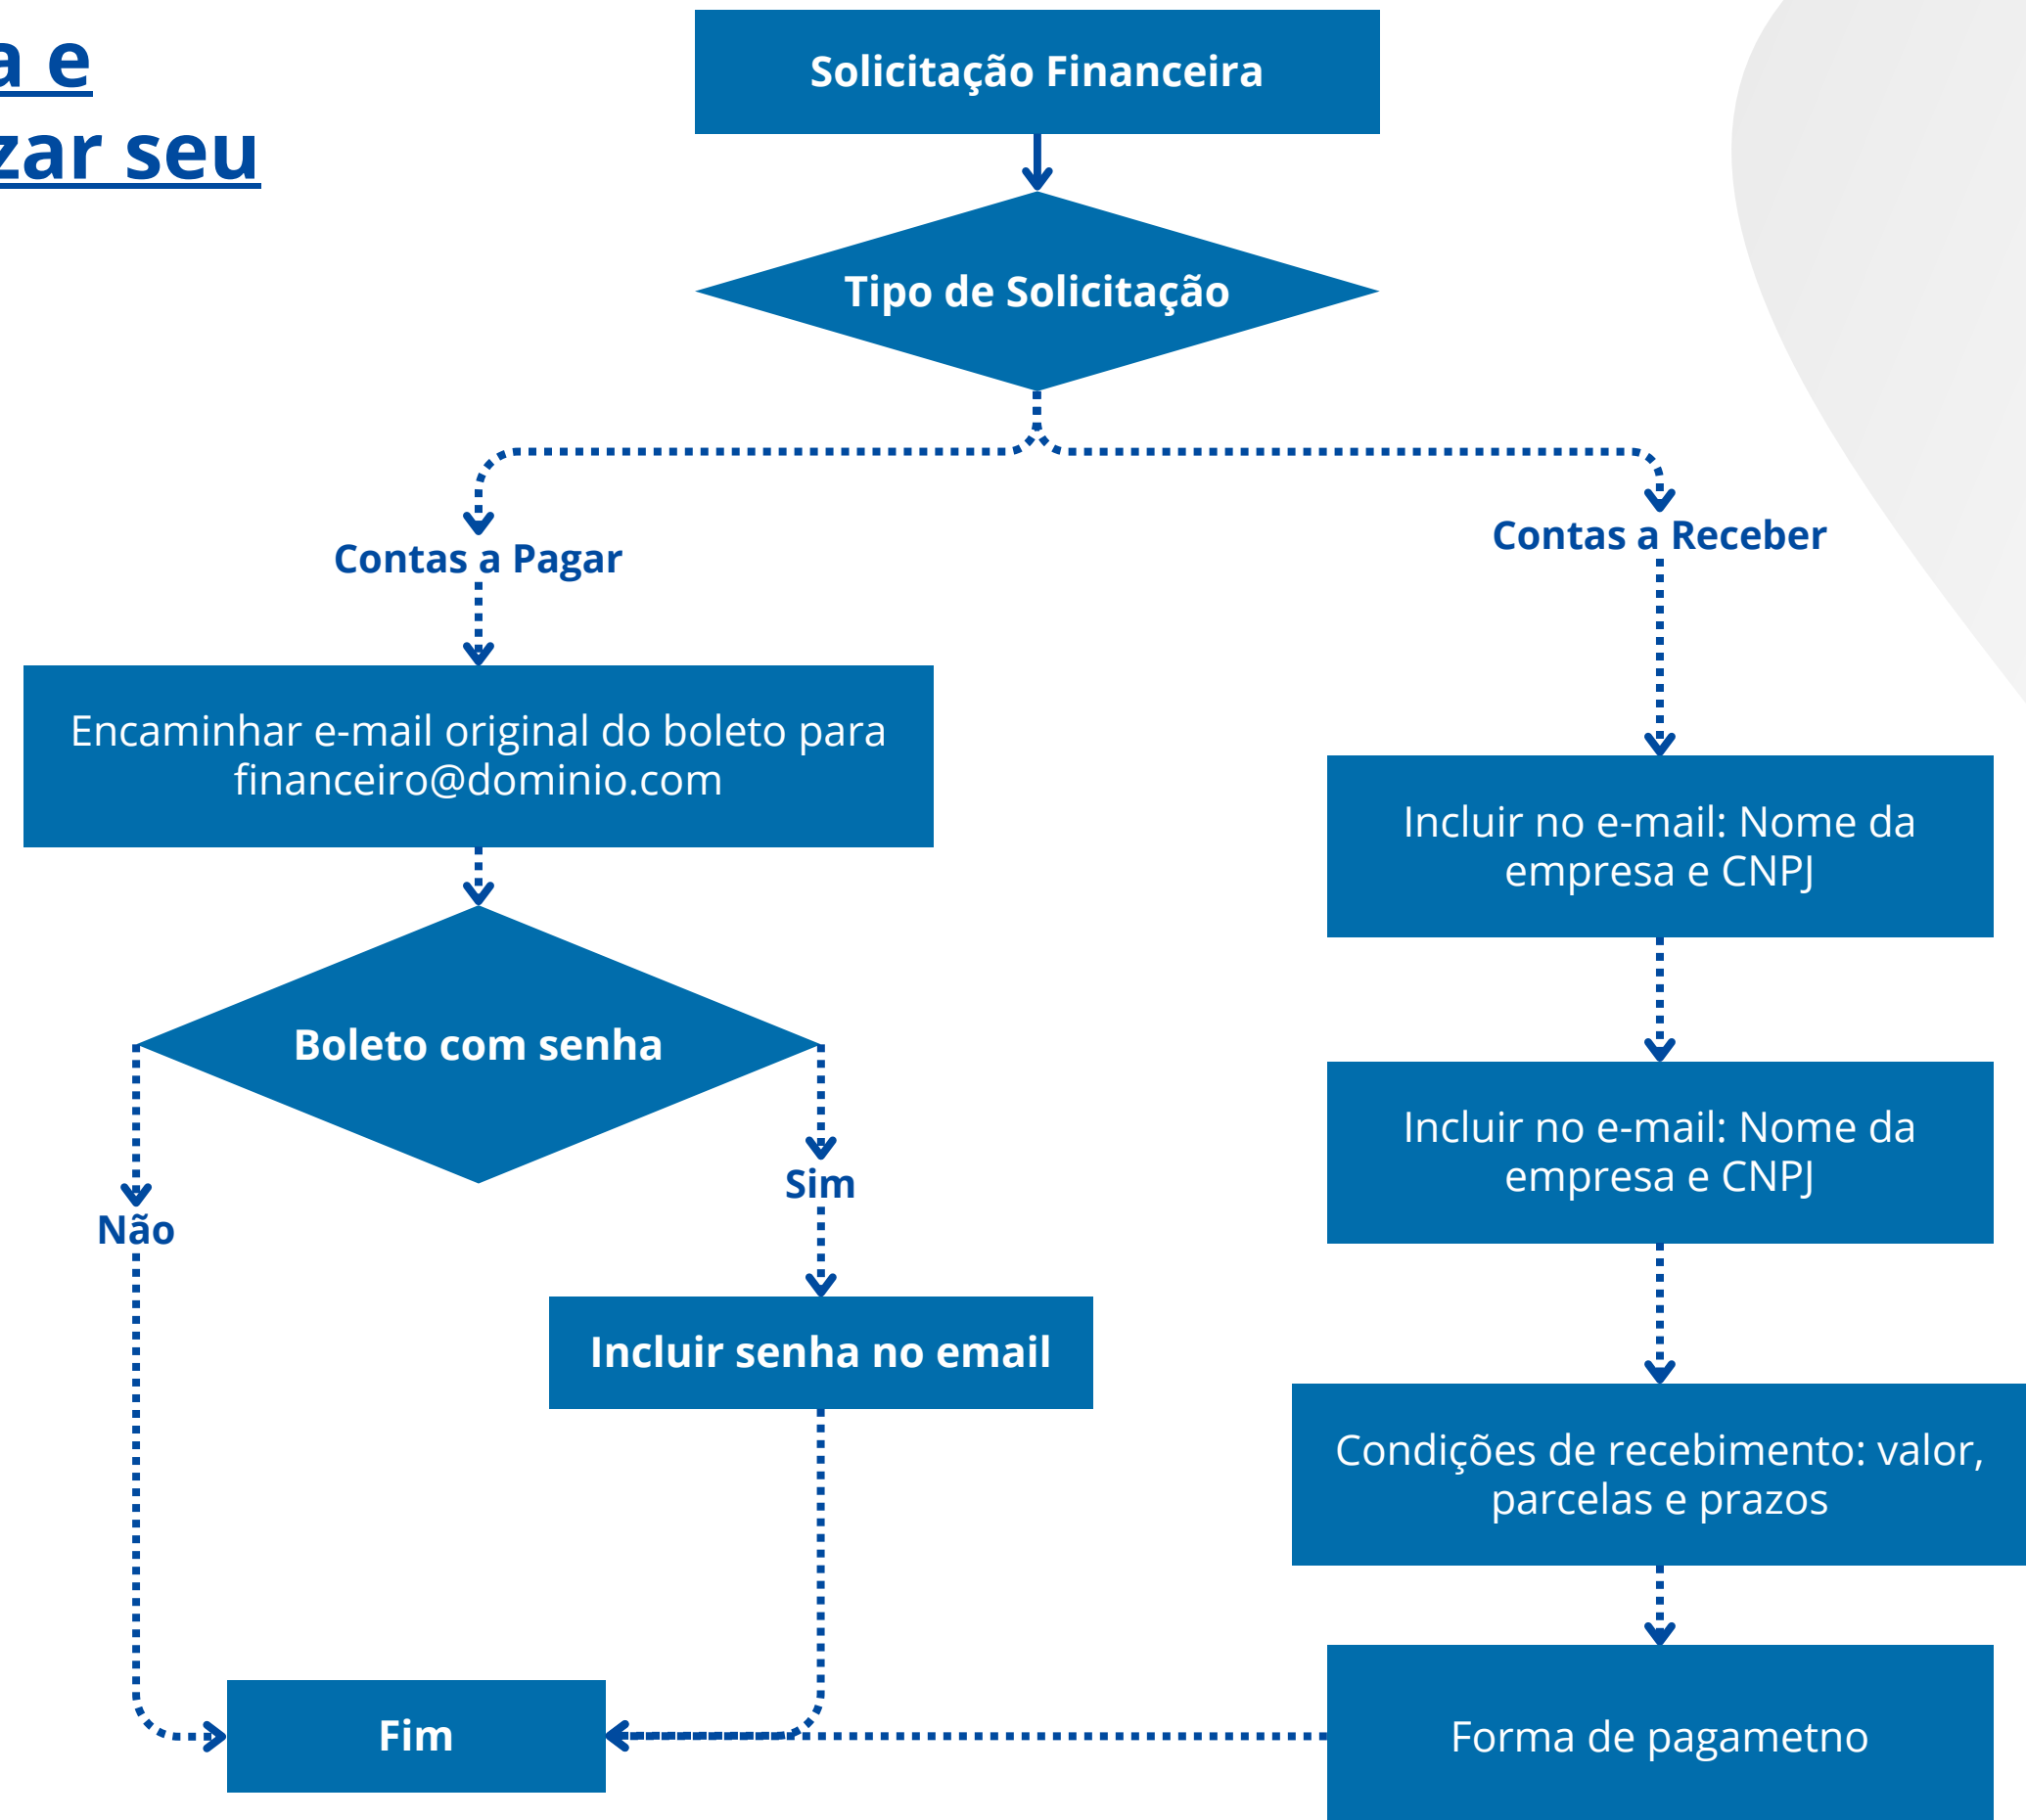 a e
zar seu
Solicitação Financeira
Tipo de Solicitação
Contas a Pagar
Contas a Receber
Encaminhar e-mail original do boleto para
financeiro@dominio.com
Incluir no e-mail: Nome da
empresa e CNPJ
Boleto com senha
Incluir no e-mail: Nome da
empresa e CNPJ
Sim
Não
Incluir senha no email
Condições de recebimento: valor,
parcelas e prazos
Fim
Forma de pagametno